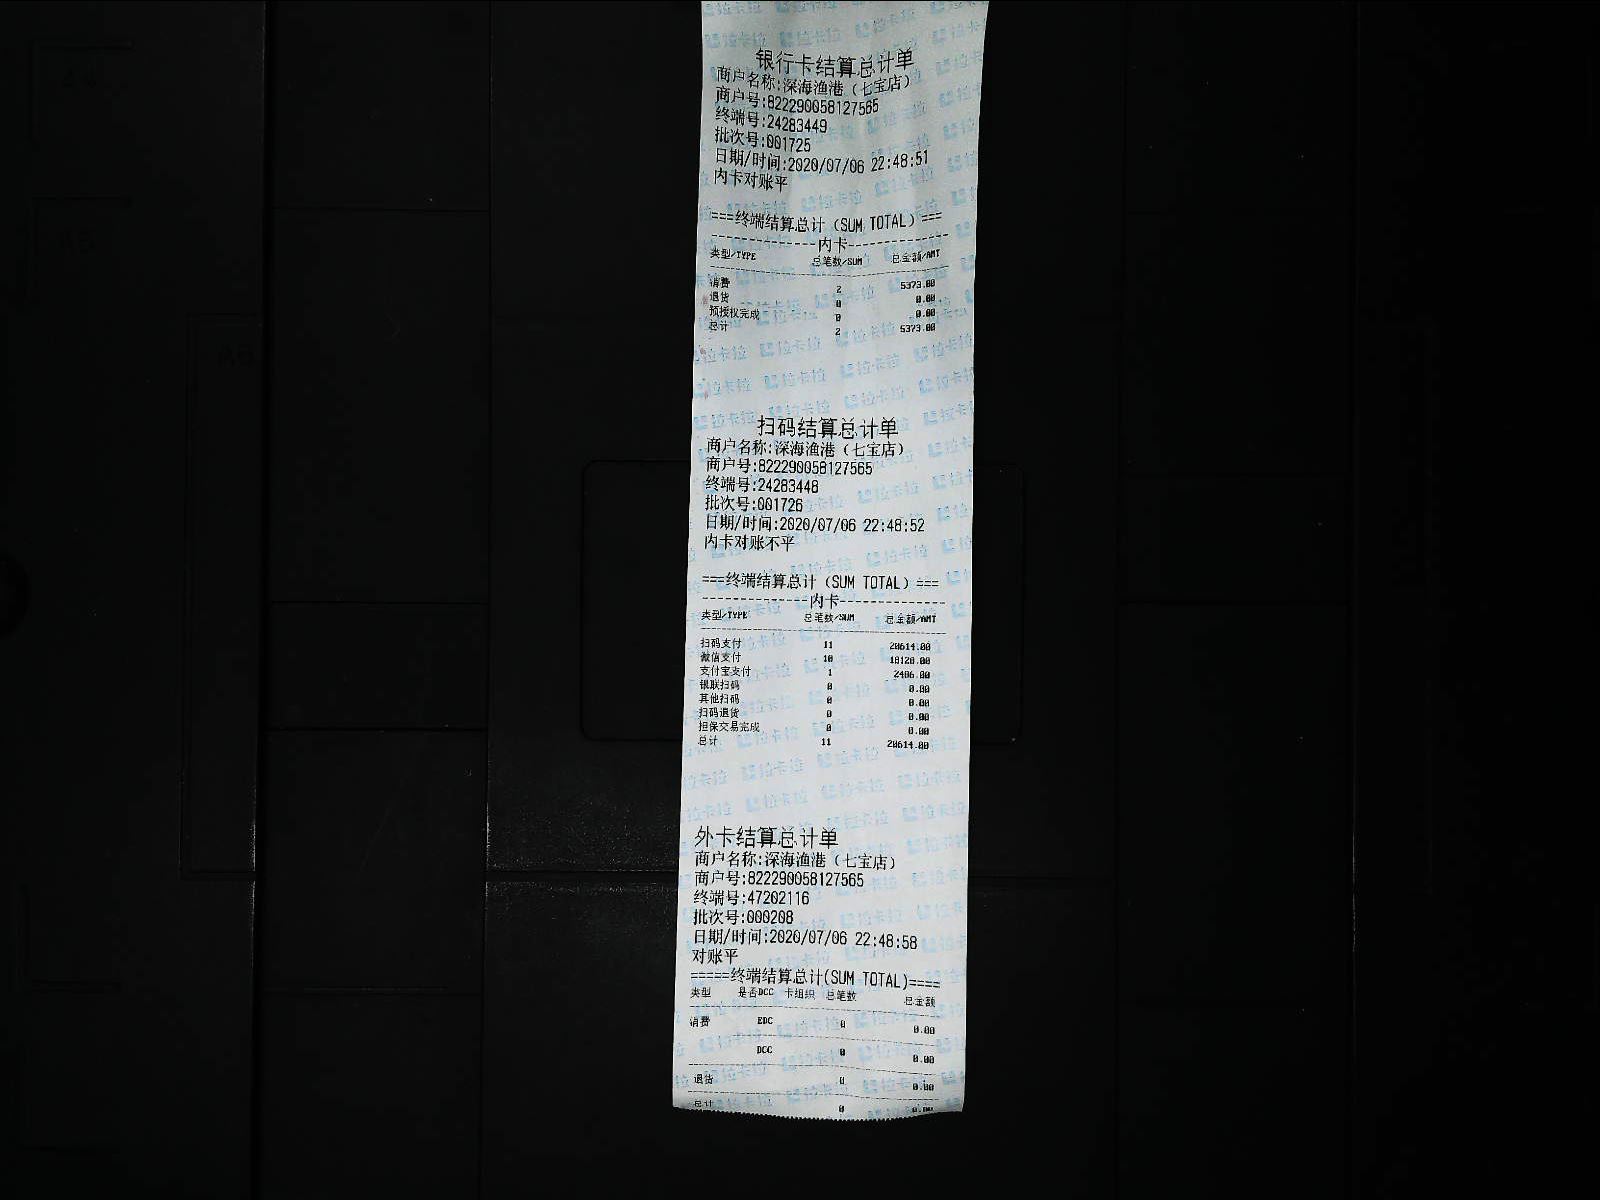 银行卡结算总计单
商户名称:深海渔港（七宝店）
商户号:822290058127565
终端号:24283449
批次号:001725
日期/时间:2020/07/06 22:48:51
内卡对账平
===终端结算总计（SUM TOTAL）===
----------------内卡----------------
类型/TYPE 总笔数/SUM 总金额/AMT
消费 2 5373.00
退货 0 0.00
预授权完成 0 0.00
总计 2 5373.00
扫码结算总计单
商户名称:深海渔港（七宝店）
商户号:822290058127565
终端号:24283448
批次号:001726
日期/时间:2020/07/06 22:48:52
内卡对账不平
===终端结算总计（SUM TOTAL）===
----------------内卡----------------
类型/TYPE 总笔数/SUM 总金额/AMT
扫码支付 11 20614.00
微信支付 10 18128.00
支付宝支付 1 2486.00
银联扫码 0 0.00
其他扫码 0 0.00
扫码退货 0 0.00
担保交易完成 0 0.00
总计 11 20614.00
外卡结算总计单
商户名称:深海渔港（七宝店）
商户号:822290058127565
终端号:47202116
批次号:000208
日期/时间:2020/07/06 22:48:58
对账平
=====终端结算总计(SUM TOTAL)====
类型 是否DCC 卡组织 总笔数 总金额
消费 EDC 0 0.00
DCC 0 0.00
退货 0 0.00
总计 0 0.00
拉卡拉